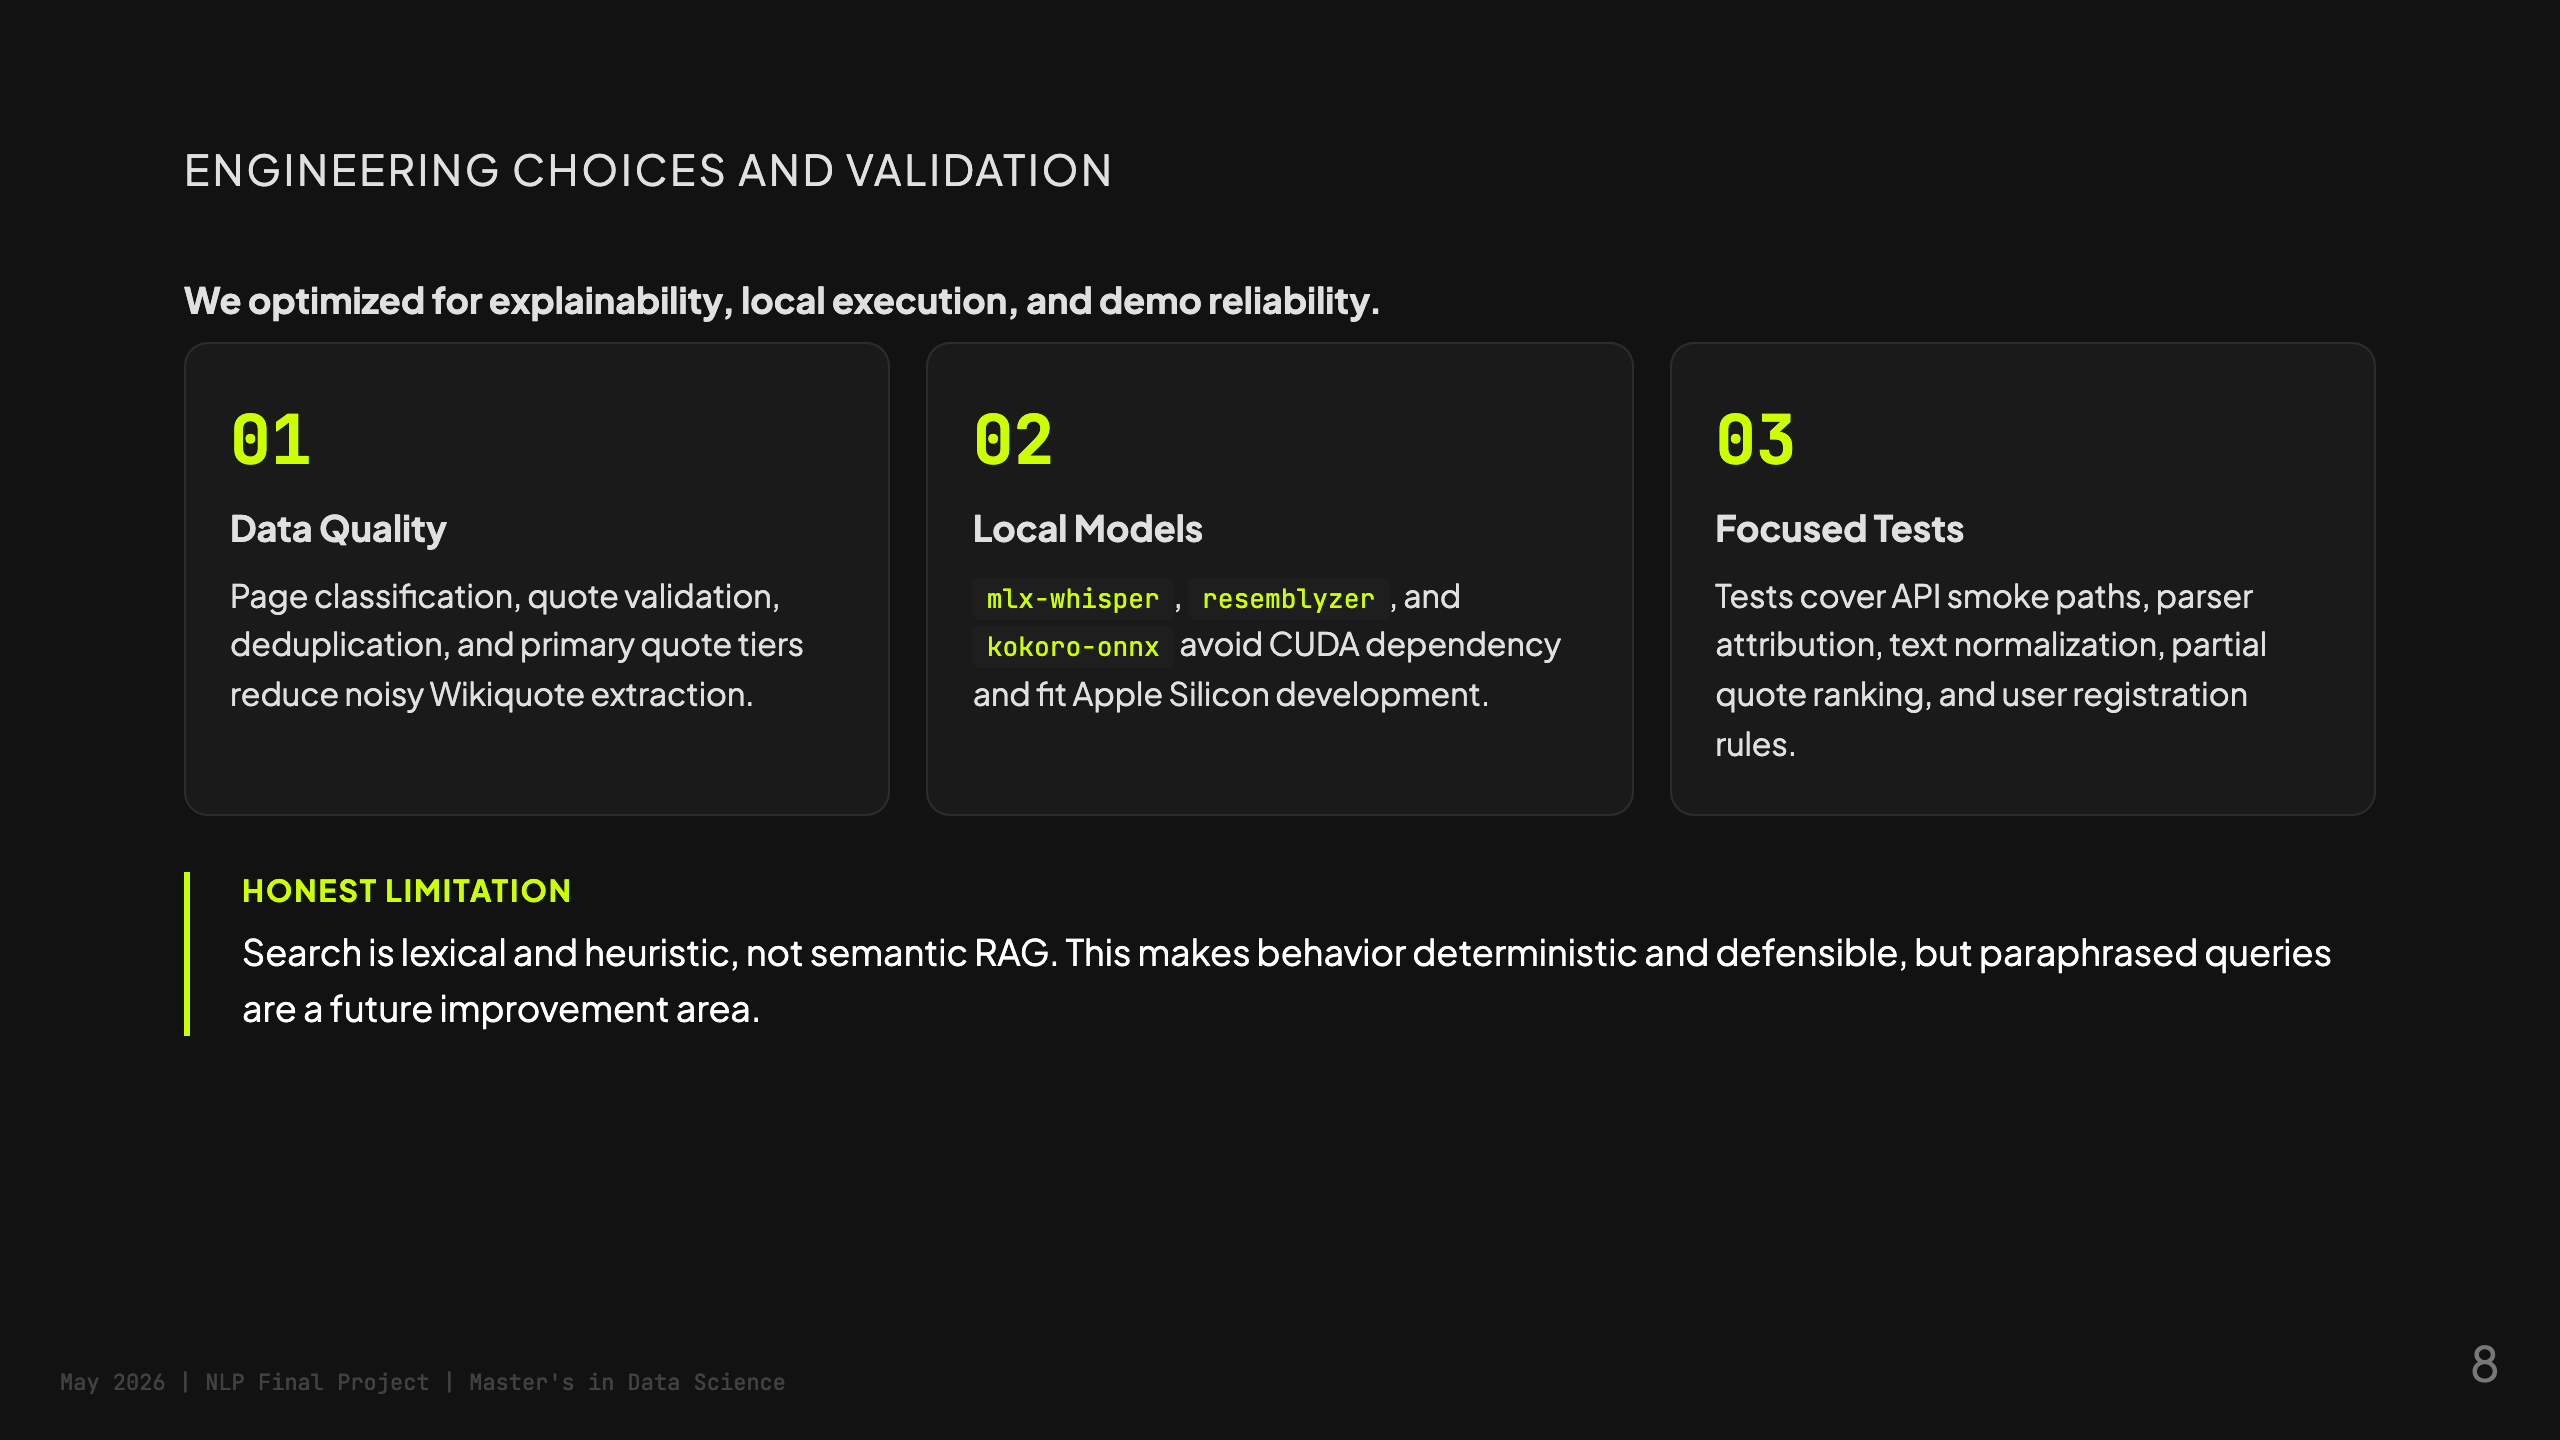 ENGINEERING CHOICES AND VALIDATION
We optimized for explainability, local execution, and demo reliability.
01
Data Quality
Page classification, quote validation,
deduplication, and primary quote tiers
reduce noisy Wikiquote extraction.
02
Local Models
mlx-whisper , resemblyzer , and
kokoro-onnx avoid CUDA dependency
and fit Apple Silicon development.
03
Focused Tests
Tests cover API smoke paths, parser
attribution, text normalization, partial
quote ranking, and user registration
rules.
HONEST LIMITATION
Search is lexical and heuristic, not semantic RAG. This makes behavior deterministic and defensible, but paraphrased queries
are a future improvement area.
May 2026 | NLP Final Project | Master's in Data Science
8